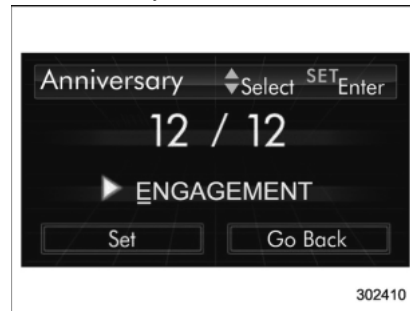 Anniversary Select SET Enter
12 / 12
ENGAGEMENT
Set Go Back
302410